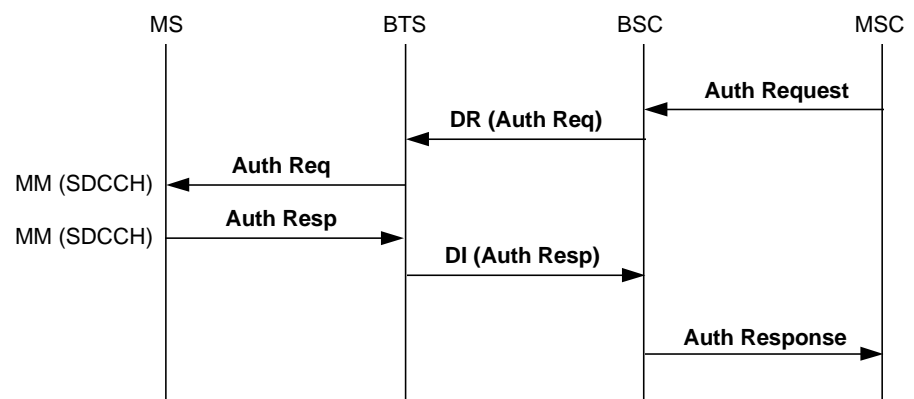 MS BTS BSC MSC
Auth Request
DR (Auth Req)
Auth Req
MM (SDCCH)
Auth Resp
MM (SDCCH)
DI (Auth Resp)
Auth Response